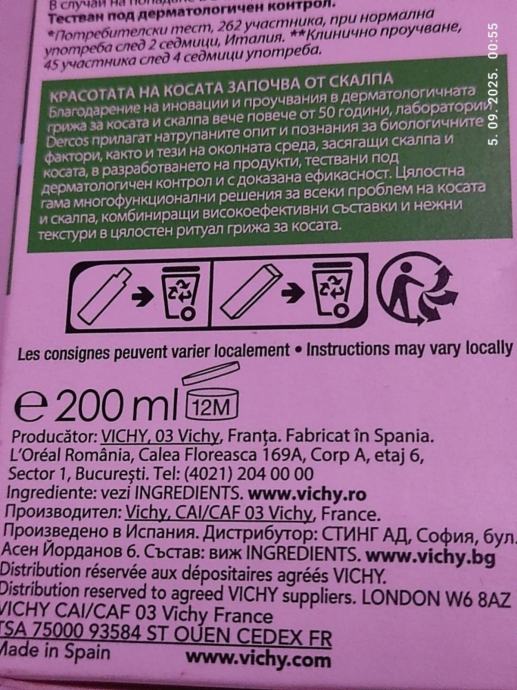 В случай на
Тестван под дерматологичен контрол.
*Потребителски тест, 262 участника, при нормална
употреба след 2 седмици, Италия. **Клинично проучване,
45 участника след 4 седмици употреба.
КРАСОТАТА НА КОСАТА ЗАПОЧВА ОТ СКАЛПА
Благодарение на иновации и проучвания в дерматологичната
грижа за косата и скалпа вече повече от 50 години, лаборатории
Dercos прилагат натрупаните опит и познания за биологичните
фактори, както и тези на околната среда, засягащи скалпа и
косата, в разработването на продукти, тествани под
дерматологичен контрол и с доказана ефикасност. Цялостна
гама многофункционални решения за всеки проблем на косата
и скалпа, комбиниращи високоефективни съставки и нежни
текстури в цялостен ритуал грижа за косата.
Les consignes peuvent varier localement • Instructions may vary locally
e 200 ml 12M
Producător: VICHY, 03 Vichy, Franţa. Fabricat în Spania.
L'Oréal România, Calea Floreasca 169A, Corp A, etaj 6,
Sector 1, Bucureşti. Tel: (4021) 204 00 00
Ingrediente: vezi INGREDIENTS. www.vichy.ro
Производител: Vichy, CAI/CAF 03 Vichy, France.
Произведено в Испания. Дистрибутор: СТИНГ АД, София, бул.
Асен Йорданов 6. Състав: виж INGREDIENTS. www.vichy.bg
Distribution réservée aux dépositaires agréés VICHY.
Distribution reserved to agreed VICHY suppliers. LONDON W6 8AZ
VICHY CAI/CAF 03 Vichy France
TSA 75000 93584 ST OUEN CEDEX FR
Made in Spain www.vichy.com
5. 09. 2025. 00:55